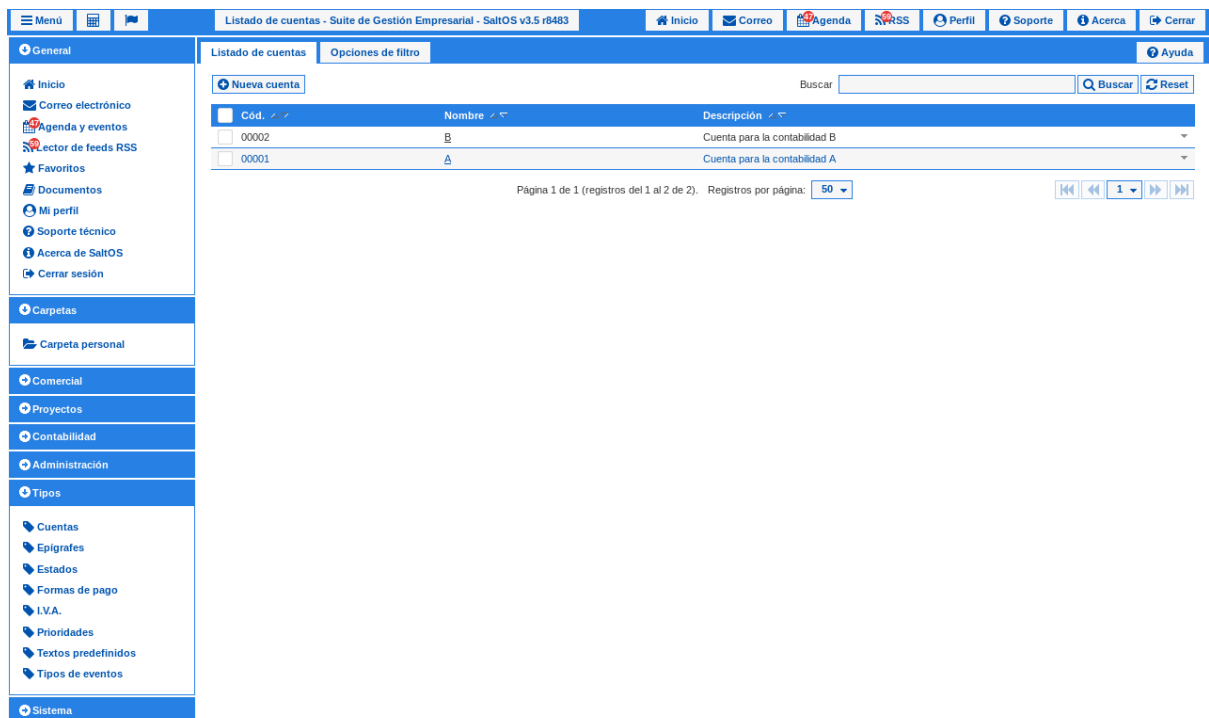 Menú
Listado de cuentas - Suite de Gestión Empresarial - SaltOS v3.5 r8483
Inicio
Correo
47
Agenda
59
RSS
Perfil
Soporte
Acerca
Cerrar
General
Inicio
Correo electrónico
47
Agenda y eventos
59
Lector de feeds RSS
Favoritos
Documentos
Mi perfil
Soporte técnico
Acerca de SaltOS
Cerrar sesión
Carpetas
Carpeta personal
Comercial
Proyectos
Contabilidad
Administración
Tipos
Cuentas
Epígrafes
Estados
Formas de pago
I.V.A.
Prioridades
Textos predefinidos
Tipos de eventos
Sistema
Listado de cuentas
Opciones de filtro
Ayuda
Nueva cuenta
Buscar
Buscar
Reset
Cód. Nombre Descripción
00002 B Cuenta para la contabilidad B
00001 A Cuenta para la contabilidad A
Página 1 de 1 (registros del 1 al 2 de 2). Registros por página: 50
1